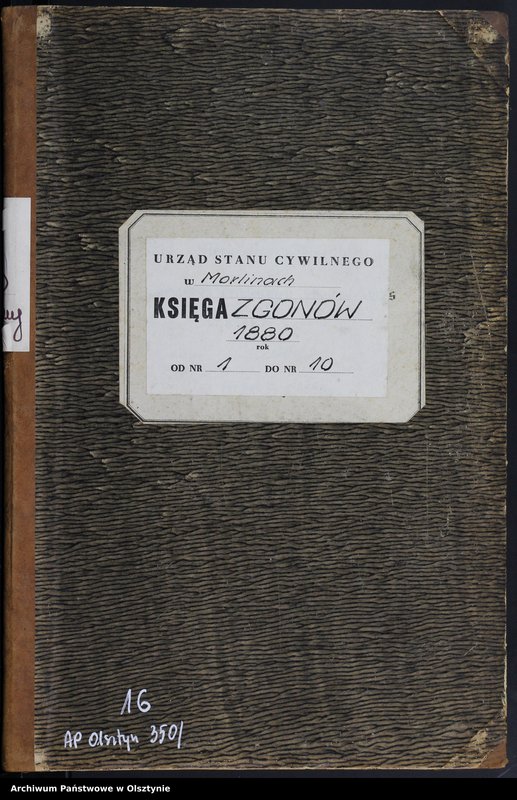 URZĄD STANU CYWILNEGO
w Morlinach
KSIĘGA ZGONÓW
1880
rok
OD NR 1 DO NR 10
16
AP Olsztyn 350/
Archiwum Państwowe w Olsztynie